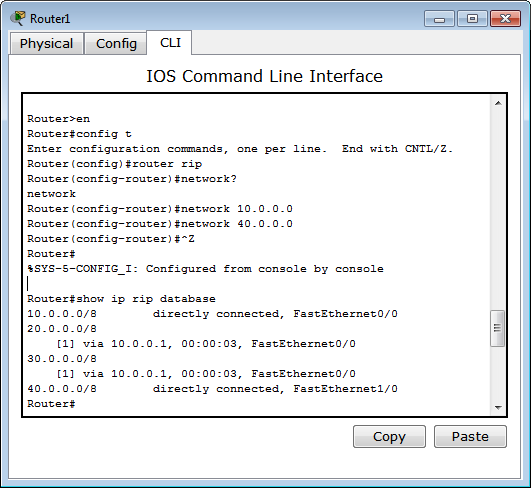 Router1
Physical Config CLI
IOS Command Line Interface
Router>en
Router#config t
Enter configuration commands, one per line.  End with CNTL/Z.
Router(config)#router rip
Router(config-router)#network?
network
Router(config-router)#network 10.0.0.0
Router(config-router)#network 40.0.0.0
Router(config-router)#^Z
Router#
%SYS-5-CONFIG_I: Configured from console by console
Router#show ip rip database
10.0.0.0/8        directly connected, FastEthernet0/0
20.0.0.0/8
    [1] via 10.0.0.1, 00:00:03, FastEthernet0/0
30.0.0.0/8
    [1] via 10.0.0.1, 00:00:03, FastEthernet0/0
40.0.0.0/8        directly connected, FastEthernet1/0
Router#
Copy Paste